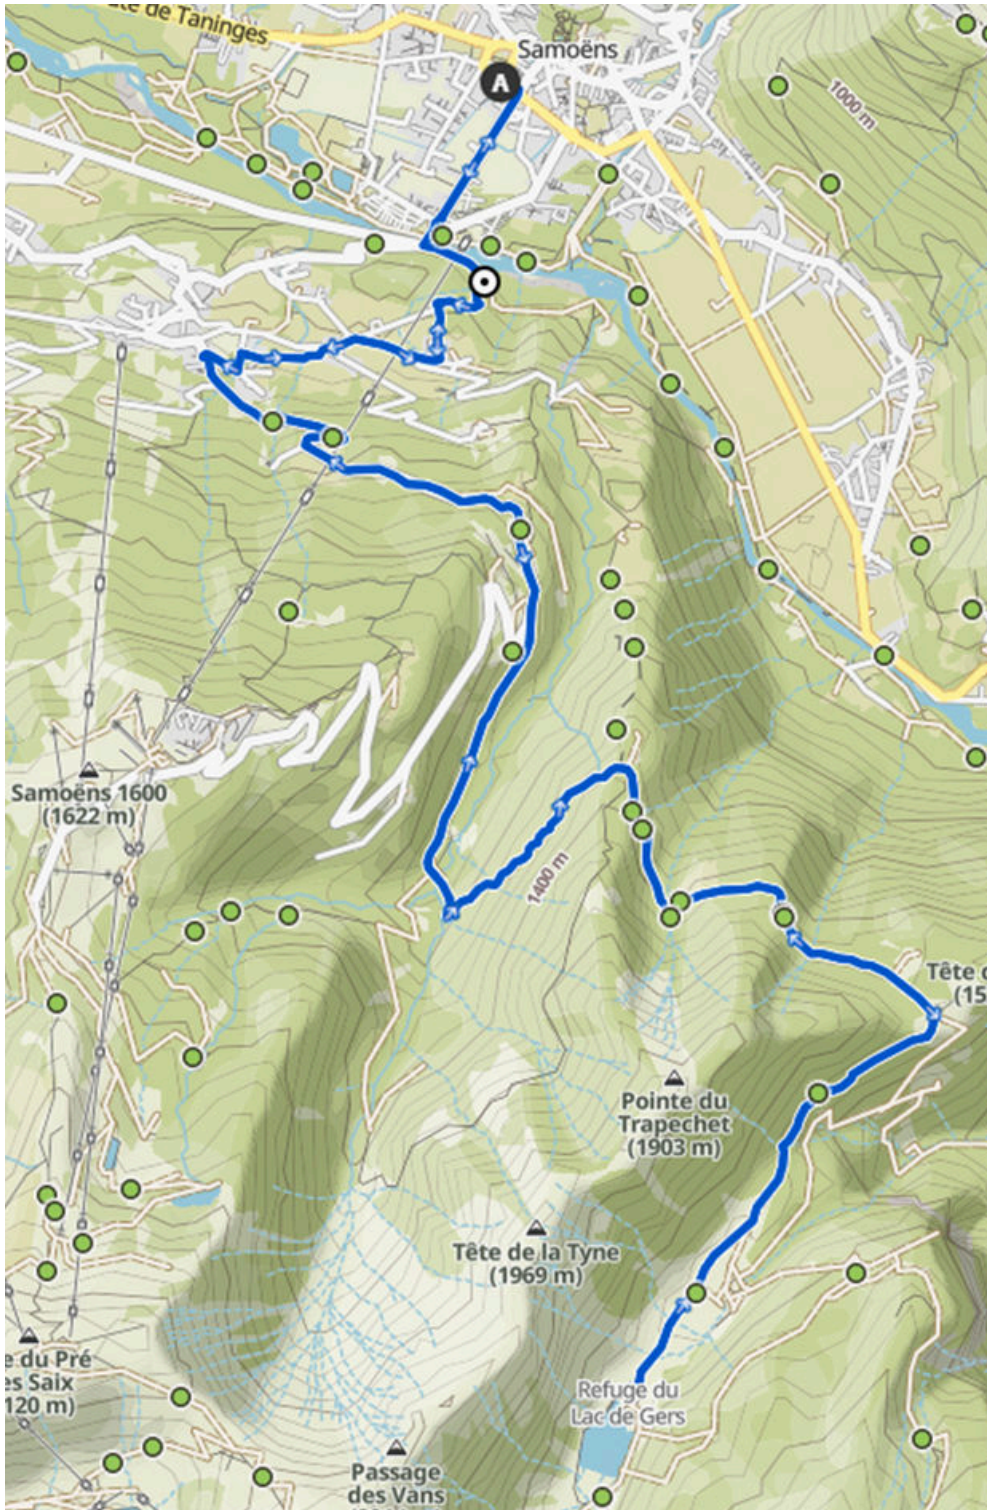 te de Taninges
Samoëns
A
1000 m
Samoëns 1600
(1622 m)
1400 m
Tête d
(15
Pointe du
Trapechet
(1903 m)
Tête de la Tyne
(1969 m)
e du Pré
es Saix
120 m)
Refuge du
Lac de Gers
Passage
des Vans